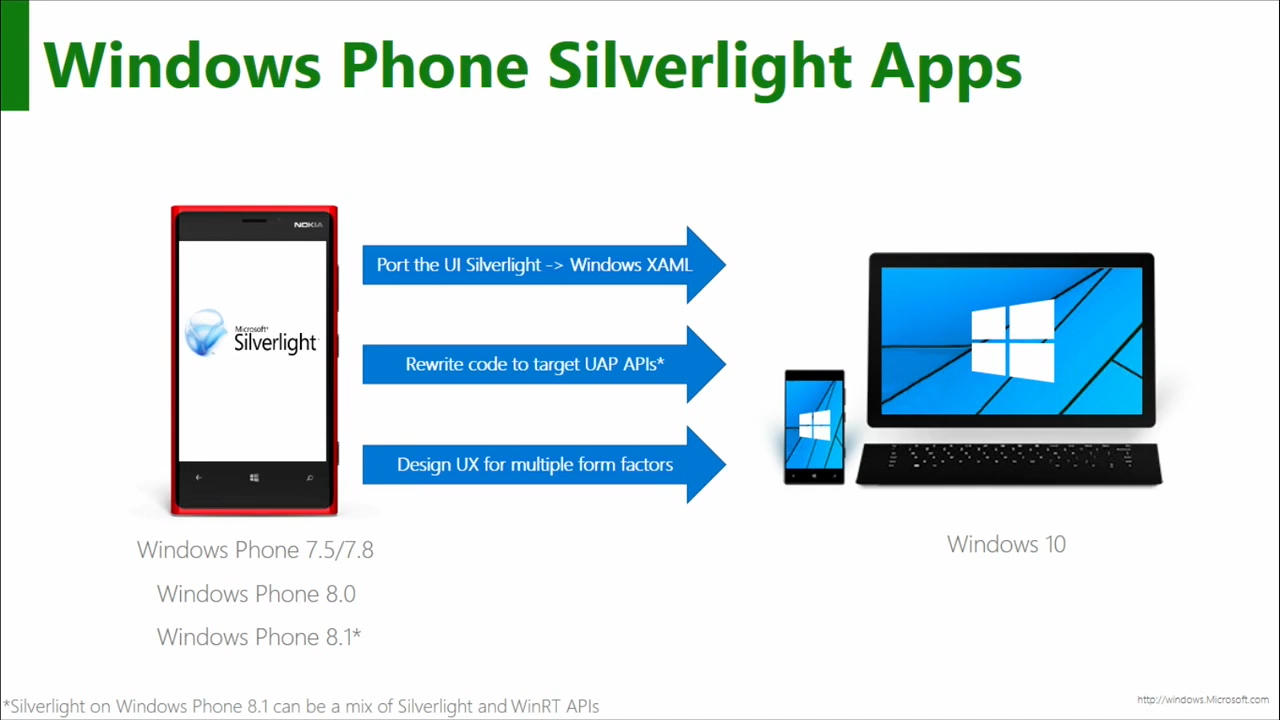 Windows Phone Silverlight Apps
NOKIA
Microsoft®
Silverlight
Port the UI Silverlight -> Windows XAML
Rewrite code to target UAP APIs*
Design UX for multiple form factors
Windows Phone 7.5/7.8
Windows Phone 8.0
Windows Phone 8.1*
Windows 10
*Silverlight on Windows Phone 8.1 can be a mix of Silverlight and WinRT APIs
http://windows.Microsoft.com